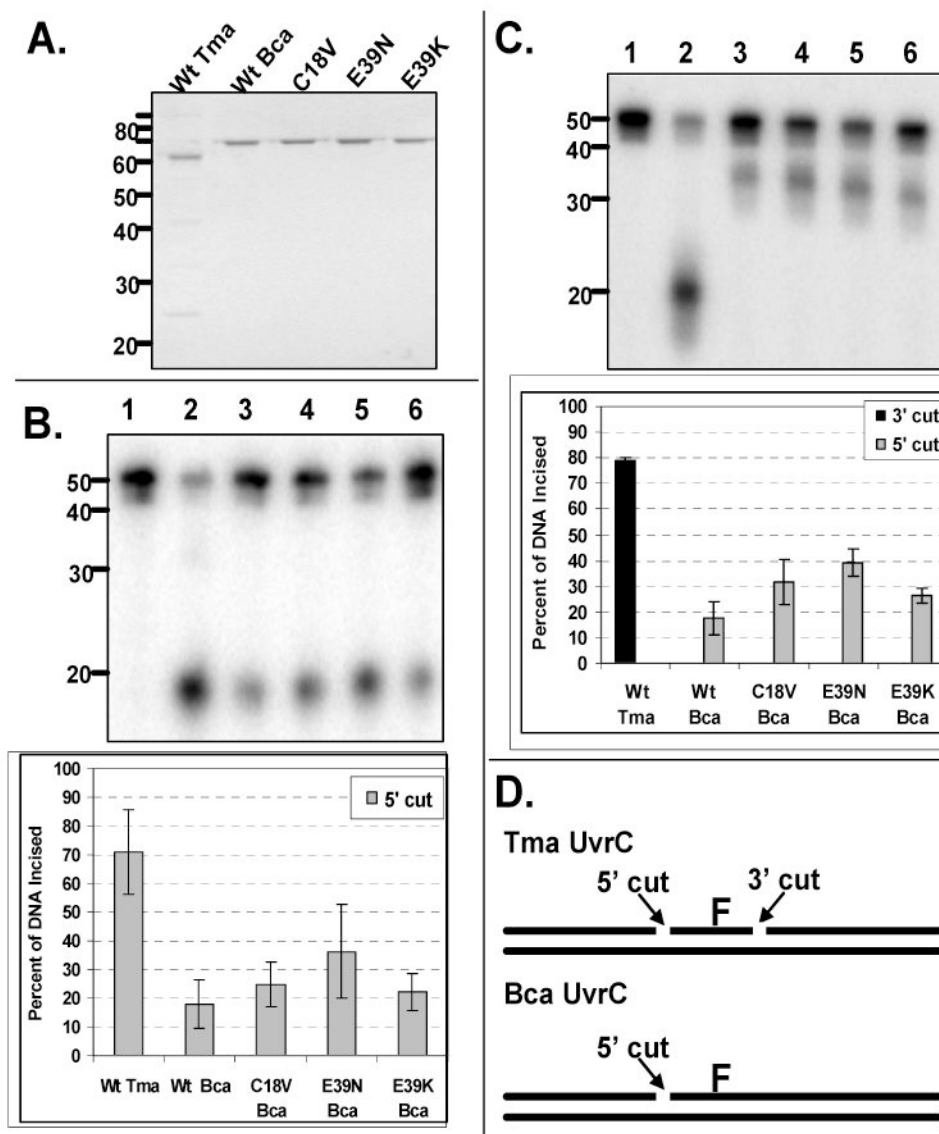 A.
Wt Tma
Wt Bca
C18V
E39N
E39K
80
60
50
40
30
20
B.
1 2 3 4 5 6
50
40
30
20
Percent of DNA Incised
100
90
80
70
60
50
40
30
20
10
0
5' cut
Wt Tma Wt Bca C18V Bca E39N Bca E39K Bca
C.
1 2 3 4 5 6
50
40
30
20
Percent of DNA Incised
100
90
80
70
60
50
40
30
20
10
0
3' cut
5' cut
Wt Wt C18V E39N E39K
Tma Bca Bca Bca Bca
D.
Tma UvrC
5' cut F 3' cut
Bca UvrC
5' cut F